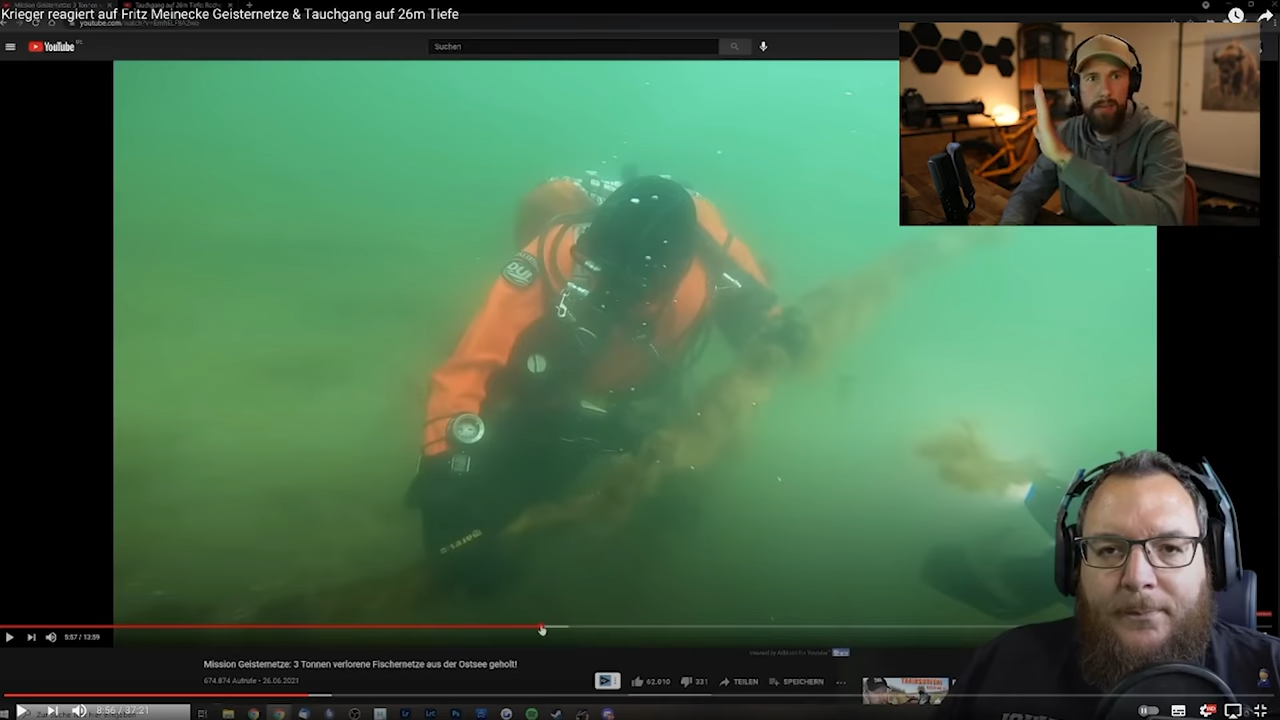 Krieger reagiert auf Fritz Meinecke Geisternetze & Tauchgang auf 26m Tiefe
YouTube
Suchen
DUI
5:57 / 13:59
Mission Geisternetze: 3 Tonnen verlorene Fischernetze aus der Ostsee geholt!
674.874 Aufrufe • 26.06.2021
62.010
331
TEILEN
SPEICHERN
8:56 / 37:21